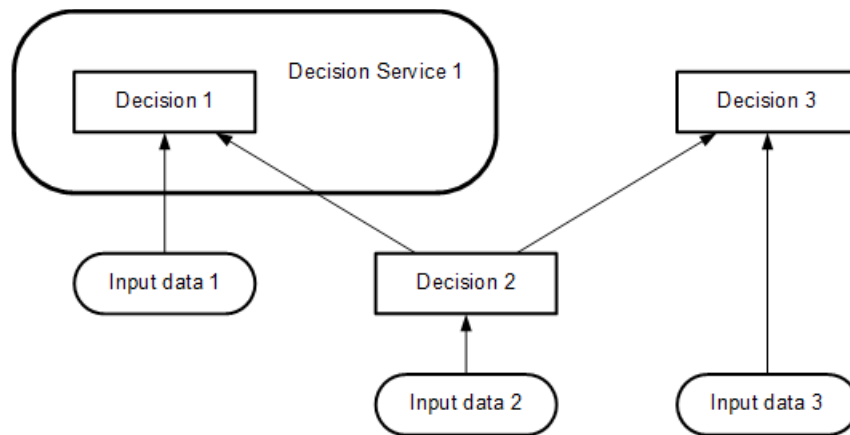 Decision Service 1
Decision 1
Decision 3
Input data 1
Decision 2
Input data 2
Input data 3